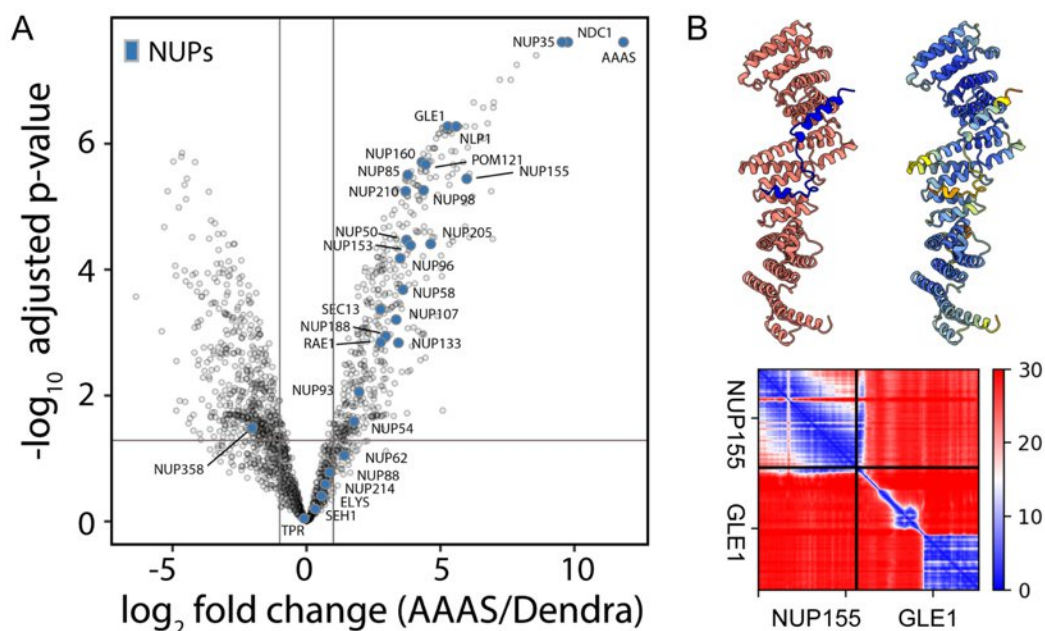 A
NUPs
NUP35
NDC1
AAAS
GLE1
NLP1
NUP160
POM121
NUP85
NUP155
NUP210
NUP98
NUP50
NUP205
NUP153
NUP96
NUP58
SEC13
NUP107
NUP188
RAE1
NUP133
NUP93
NUP54
NUP358
NUP62
NUP88
NUP214
ELYS
SEH1
TPR
6
4
2
0
-5
0
5
10
-log10 adjusted p-value
log2 fold change (AAAS/Dendra)
B
NUP155
GLE1
NUP155
GLE1
30
20
10
0